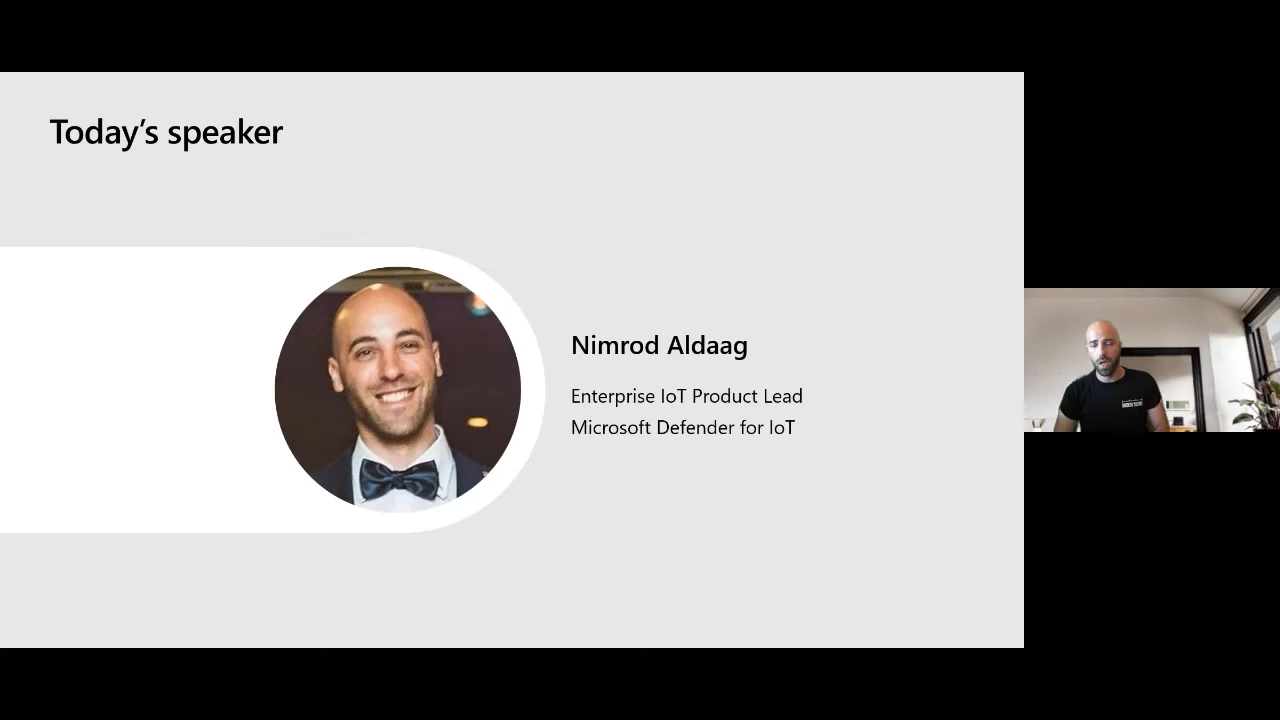 Today's speaker
Nimrod Aldaag
Enterprise IoT Product Lead
Microsoft Defender for IoT